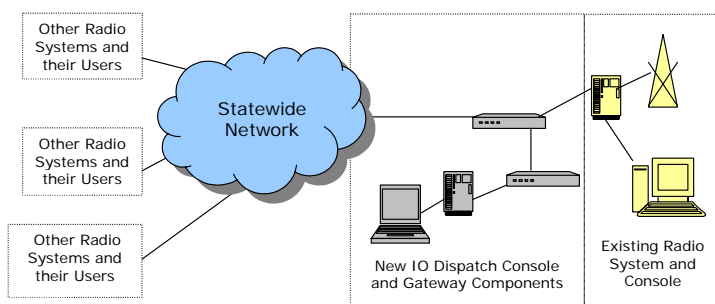 Other Radio
Systems and
their Users
Other Radio
Systems and
their Users
Other Radio
Systems and
their Users
Statewide
Network
New IO Dispatch Console
and Gateway Components
Existing Radio
System and
Console